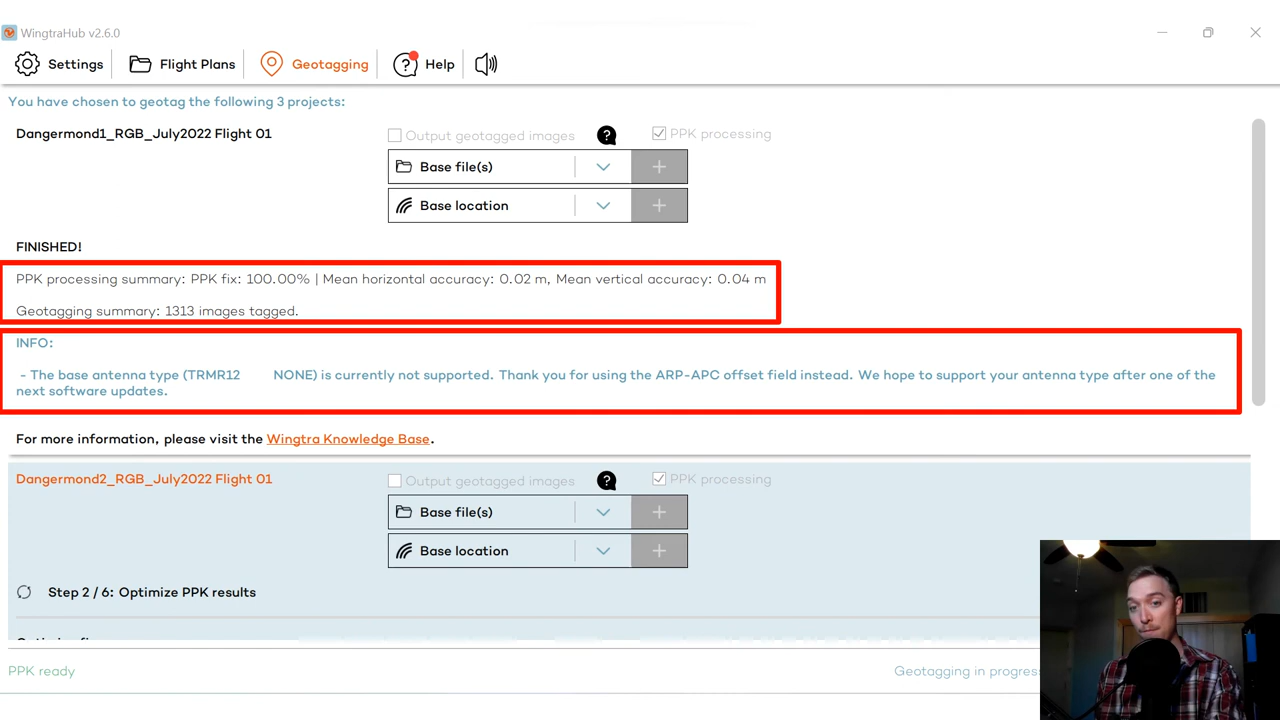 WingtraHub v2.6.0
Settings Flight Plans Geotagging Help
You have chosen to geotag the following 3 projects:
Dangermond1_RGB_July2022 Flight 01 Output geotagged images ? PPK processing
Base file(s) +
Base location +
FINISHED!
PPK processing summary: PPK fix: 100.00% | Mean horizontal accuracy: 0.02 m, Mean vertical accuracy: 0.04 m
Geotagging summary: 1313 images tagged.
INFO:
- The base antenna type (TRMR12 NONE) is currently not supported. Thank you for using the ARP-APC offset field instead. We hope to support your antenna type after one of the
next software updates.
For more information, please visit the Wingtra Knowledge Base.
Dangermond2_RGB_July2022 Flight 01 Output geotagged images ? PPK processing
Base file(s) +
Base location +
Step 2 / 6: Optimize PPK results
PPK ready Geotagging in progress